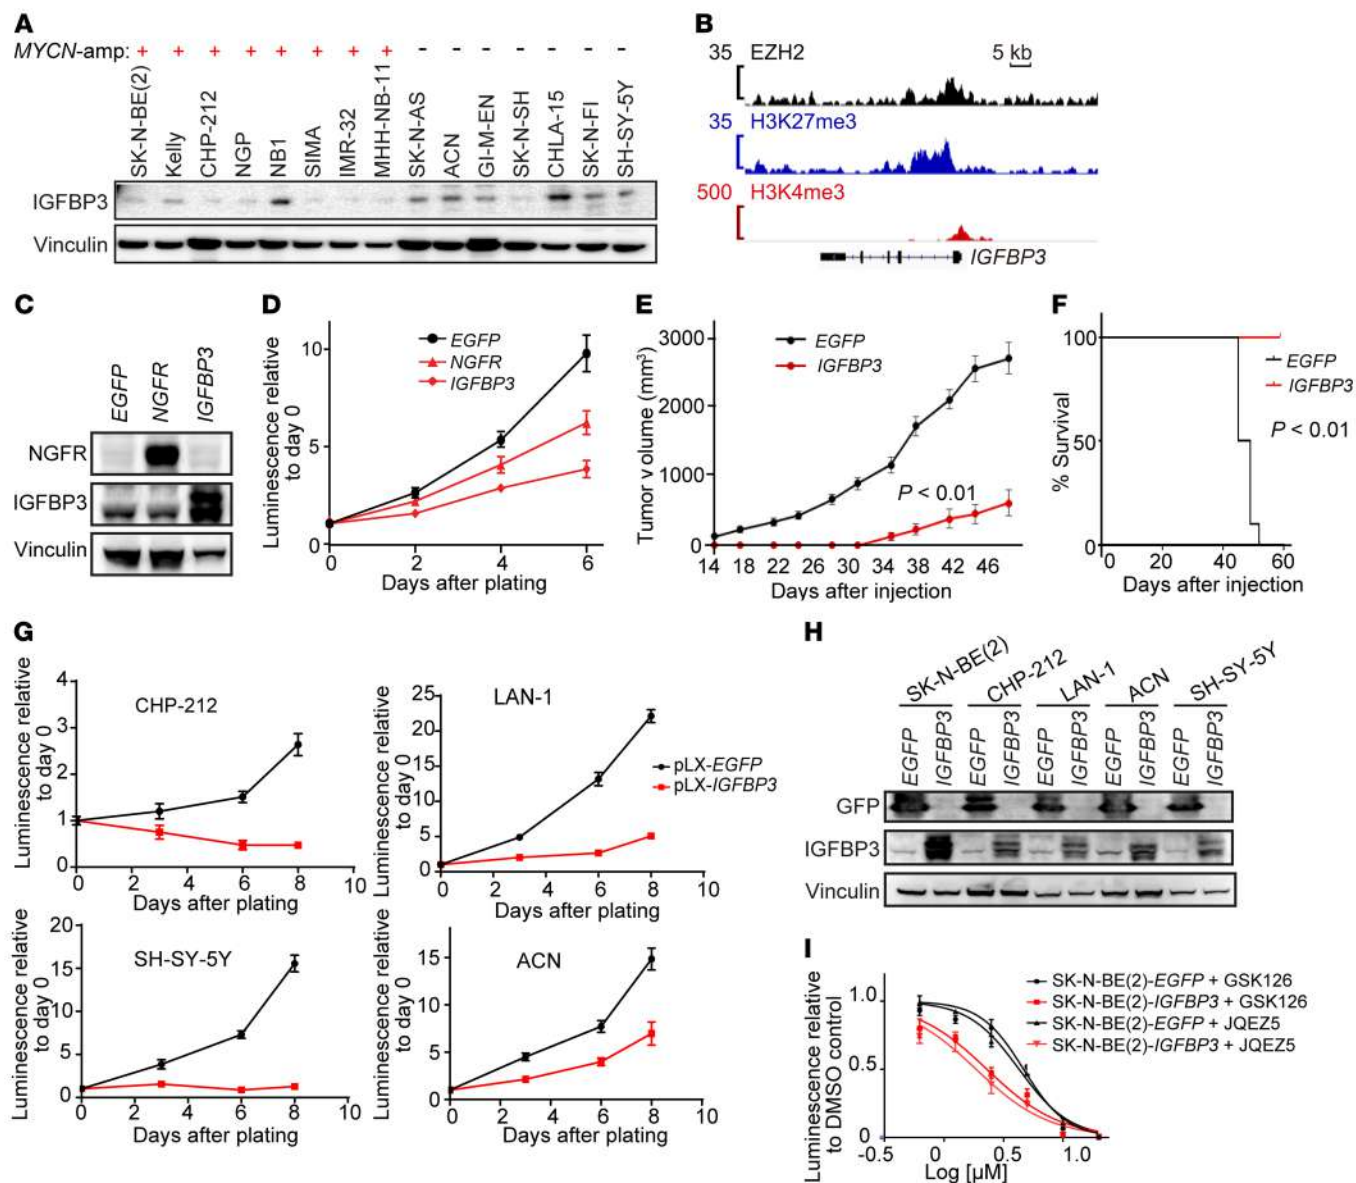 A
MYCN-amp: + + + + + + + + - - - - - - -
SK-N-BE(2)
Kelly
CHP-212
NGP
NB1
SIMA
IMR-32
MHH-NB-11
SK-N-AS
ACN
GI-M-EN
SK-N-SH
CHLA-15
SK-N-FI
SH-SY-5Y
IGFBP3
Vinculin
B
35 EZH2 5 kb
35 H3K27me3
500 H3K4me3
IGFBP3
C
EGFP
NGFR
IGFBP3
NGFR
IGFBP3
Vinculin
D
Luminescence relative
to day 0
10
5
0
EGFP
NGFR
IGFBP3
0 2 4 6
Days after plating
E
Tumor v olume (mm³)
3000
2000
1000
0
EGFP
IGFBP3
P < 0.01
14 18 22 26 30 34 38 42 46
Days after injection
F
% Survival
100
50
0
EGFP
IGFBP3
P < 0.01
0 20 40 60
Days after injection
G
Luminescence relative
to day 0
4
3
2
1
0
CHP-212
0 2 4 6 8 10
Days after plating
Luminescence relative
to day 0
25
20
15
10
5
0
LAN-1
pLX-EGFP
pLX-IGFBP3
0 2 4 6 8 10
Days after plating
Luminescence relative
to day 0
20
15
10
5
0
SH-SY-5Y
0 2 4 6 8 10
Days after plating
Luminescence relative
to day 0
15
10
5
0
ACN
0 2 4 6 8 10
Days after plating
H
SK-N-BE(2)
CHP-212
LAN-1
ACN
SH-SY-5Y
EGFP
IGFBP3
EGFP
IGFBP3
EGFP
IGFBP3
EGFP
IGFBP3
EGFP
IGFBP3
GFP
IGFBP3
Vinculin
I
Luminescence relative
to DMSO control
1.0
0.5
0
SK-N-BE(2)-EGFP + GSK126
SK-N-BE(2)-IGFBP3 + GSK126
SK-N-BE(2)-EGFP + JQEZ5
SK-N-BE(2)-IGFBP3 + JQEZ5
-0.5 0 0.5 1.0
Log [µM]